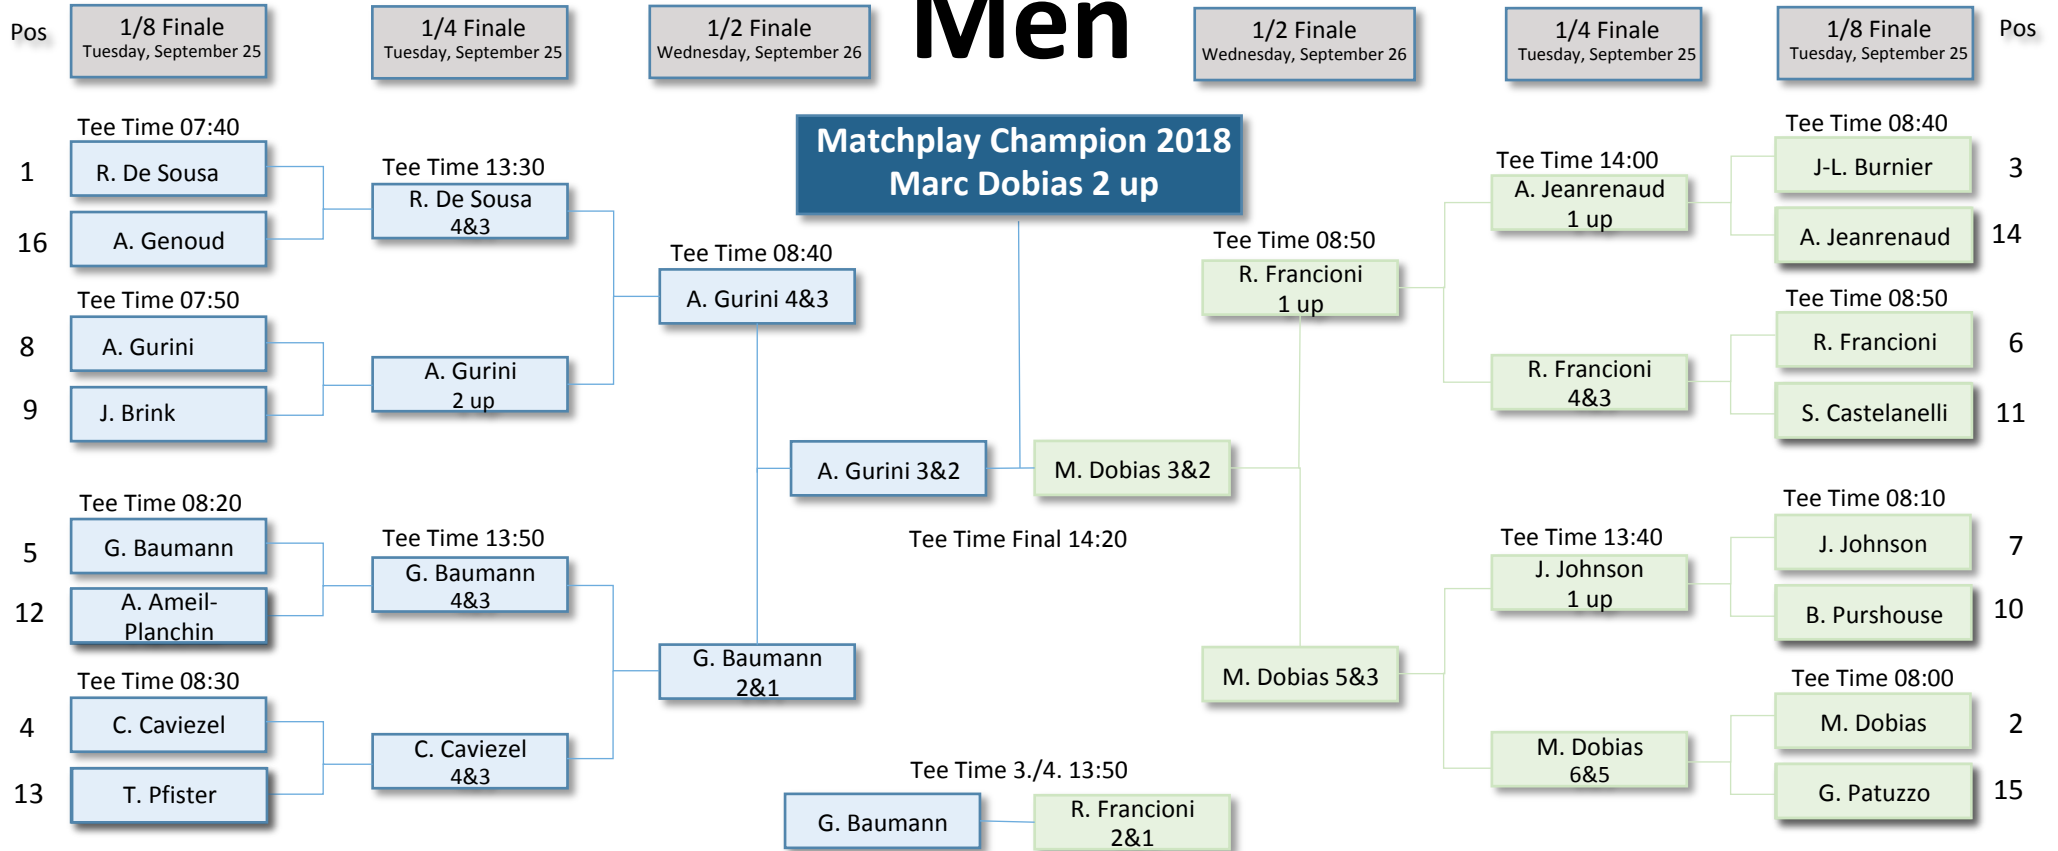 Men
Pos
1/8 Finale
Tuesday, September 25
1/4 Finale
Tuesday, September 25
1/2 Finale
Wednesday, September 26
1/2 Finale
Wednesday, September 26
1/4 Finale
Tuesday, September 25
1/8 Finale
Tuesday, September 25
Pos
Tee Time 07:40
1
R. De Sousa
16
A. Genoud
Tee Time 07:50
8
A. Gurini
9
J. Brink
Tee Time 08:20
5
G. Baumann
12
A. Ameil-
Planchin
Tee Time 08:30
4
C. Caviezel
13
T. Pfister
Tee Time 13:30
R. De Sousa
4&3
A. Gurini
2 up
Tee Time 13:50
G. Baumann
4&3
C. Caviezel
4&3
Tee Time 08:40
A. Gurini 4&3
G. Baumann
2&1
Matchplay Champion 2018
Marc Dobias 2 up
A. Gurini 3&2
M. Dobias 3&2
Tee Time Final 14:20
Tee Time 3./4. 13:50
G. Baumann
R. Francioni
2&1
Tee Time 08:50
R. Francioni
1 up
M. Dobias 5&3
Tee Time 14:00
A. Jeanrenaud
1 up
R. Francioni
4&3
Tee Time 13:40
J. Johnson
1 up
M. Dobias
6&5
Tee Time 08:40
J-L. Burnier
3
A. Jeanrenaud
14
Tee Time 08:50
R. Francioni
6
S. Castelanelli
11
Tee Time 08:10
J. Johnson
7
B. Purshouse
10
Tee Time 08:00
M. Dobias
2
G. Patuzzo
15